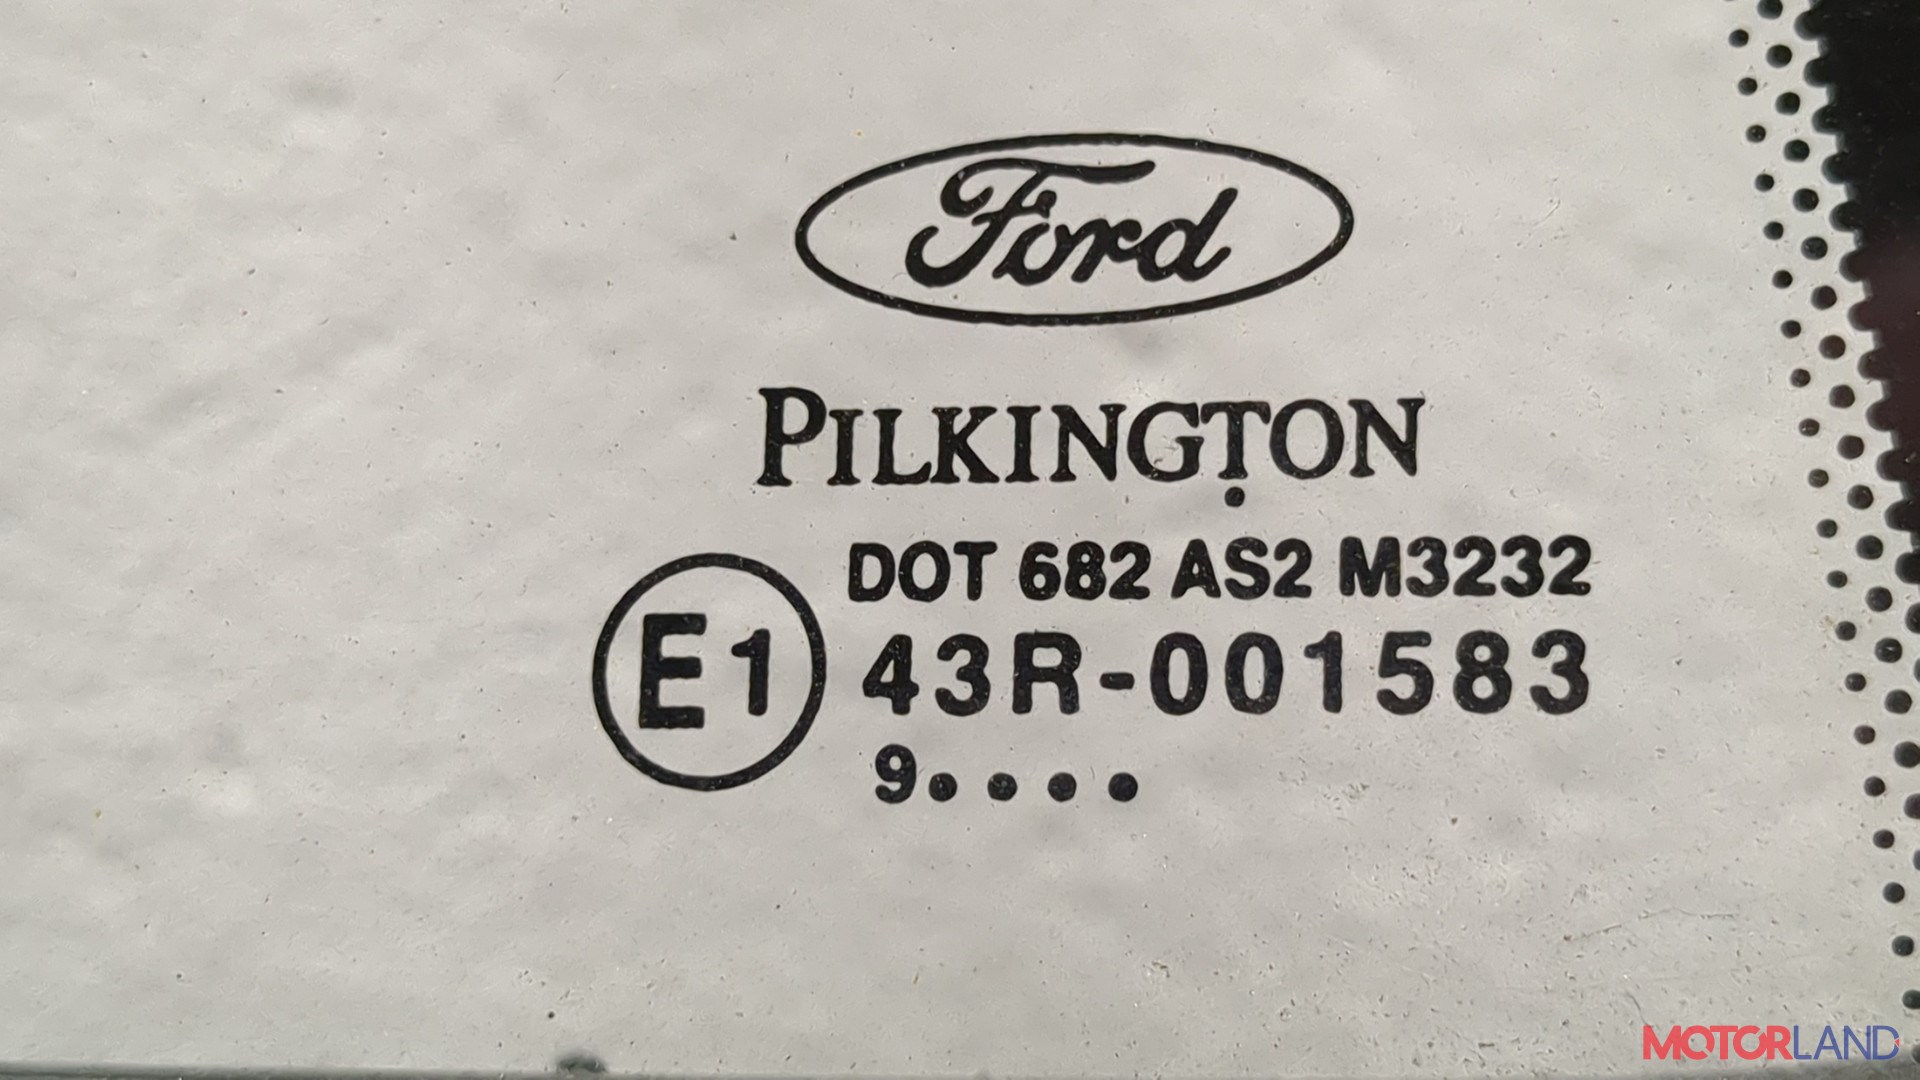 Ford
PILKINGTON
DOT 682 AS2 M3232
E1 43R-001583
9••••
MOTORLAND